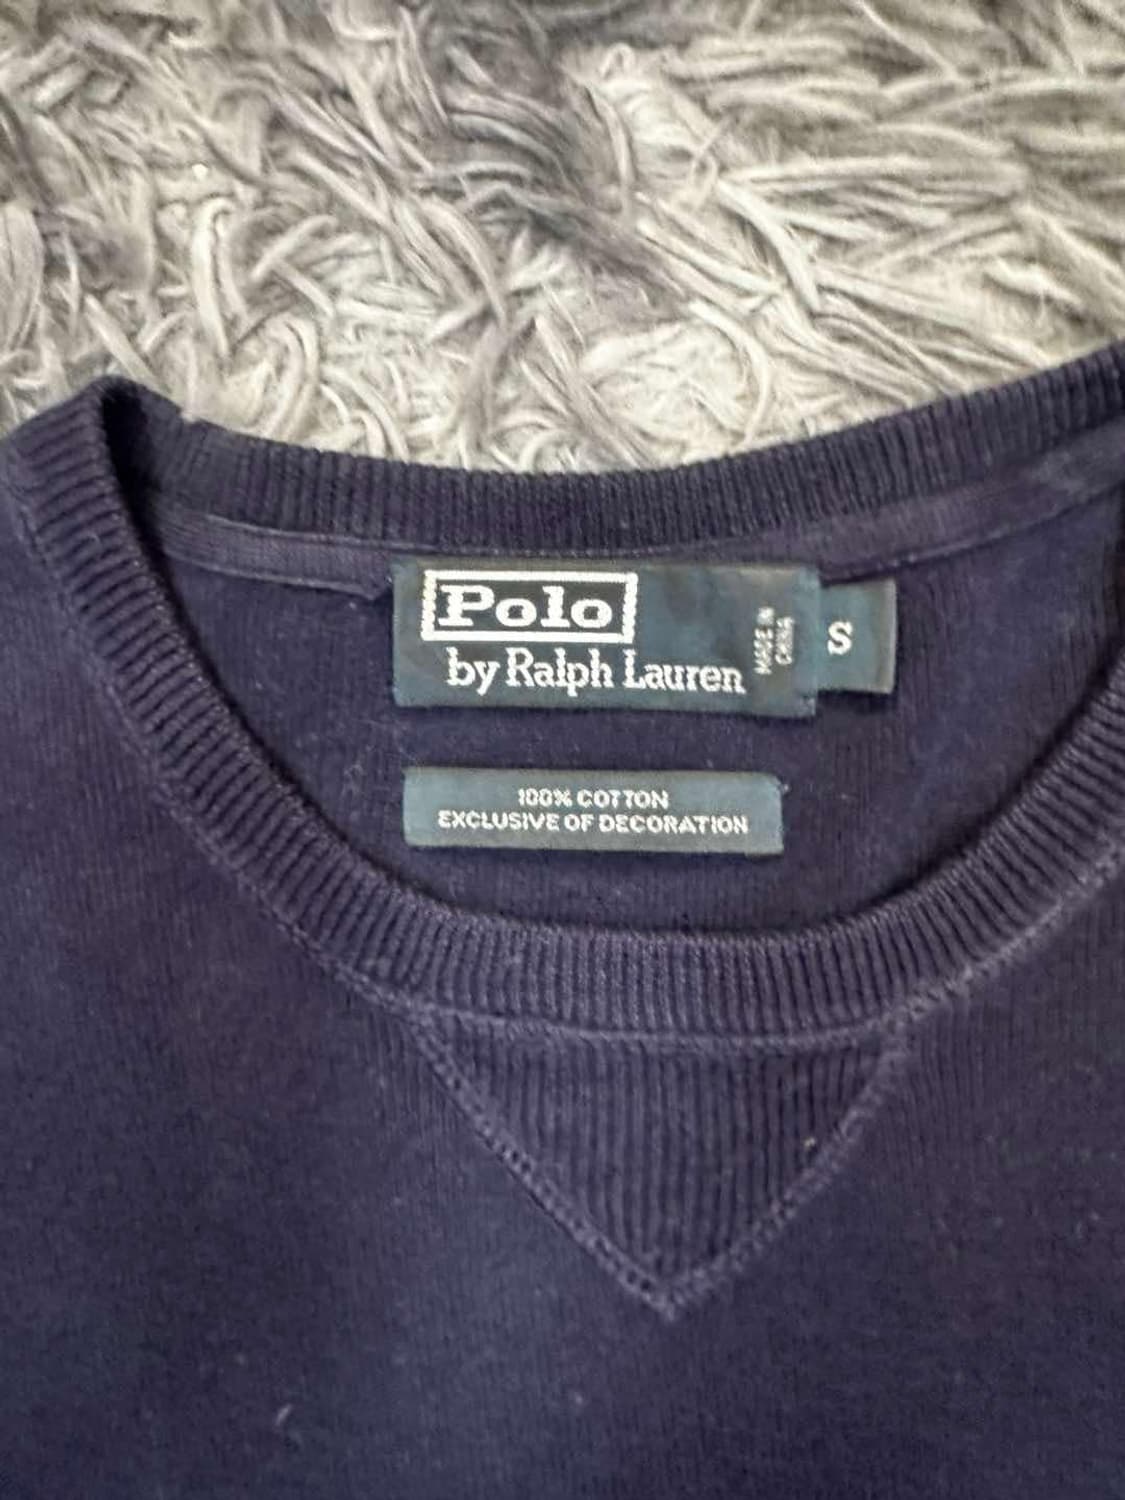 Polo
by Ralph Lauren
MADE IN
CHINA
S
100% COTTON
EXCLUSIVE OF DECORATION